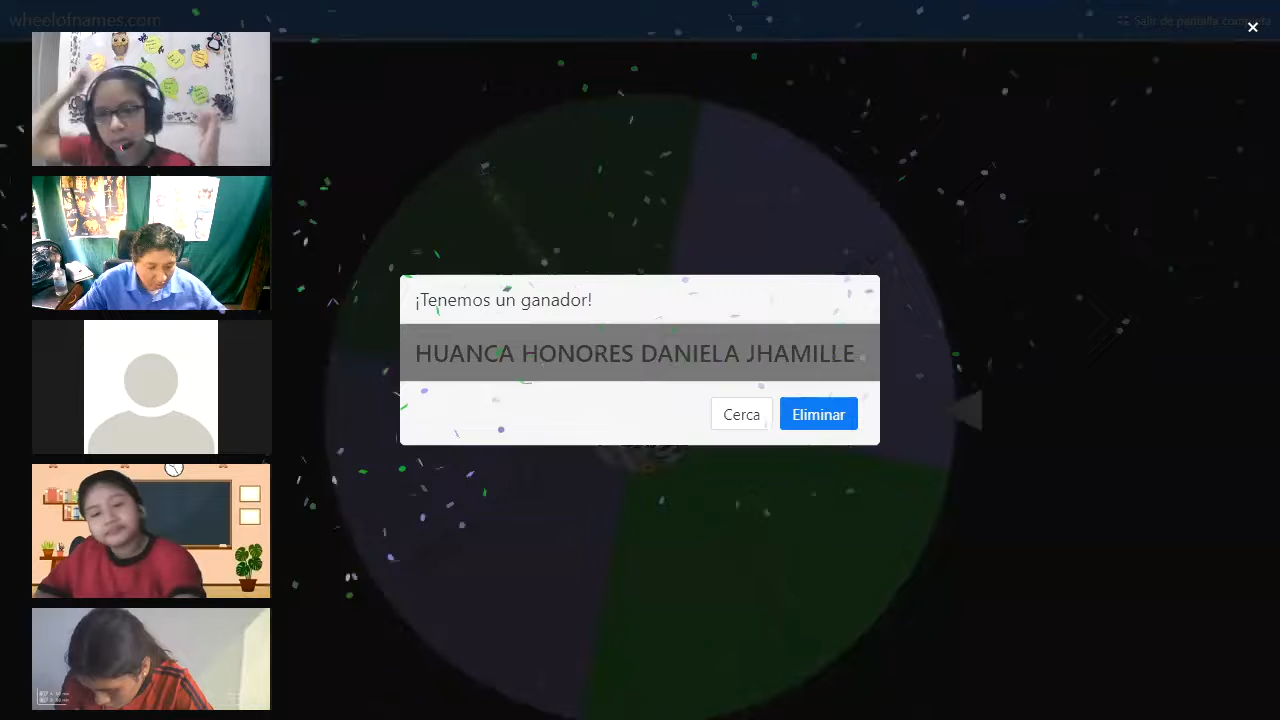 wheelofnames.com
Salir de pantalla completa
¡Tenemos un ganador!
HUANCA HONORES DANIELA JHAMILLE
Cerca
Eliminar